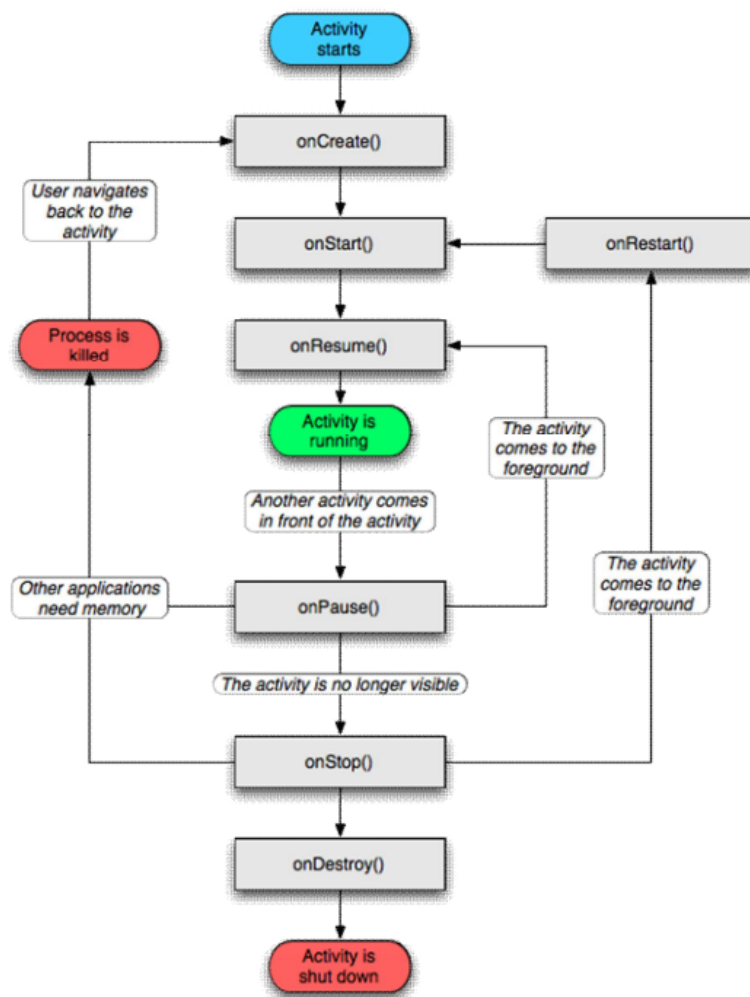 Activity
starts
onCreate()
User navigates
back to the
activity
onStart()
onRestart()
Process is
killed
onResume()
Activity is
running
The activity
comes to the
foreground
Another activity comes
in front of the activity
The activity
comes to the
foreground
Other applications
need memory
onPause()
The activity is no longer visible
onStop()
onDestroy()
Activity is
shut down